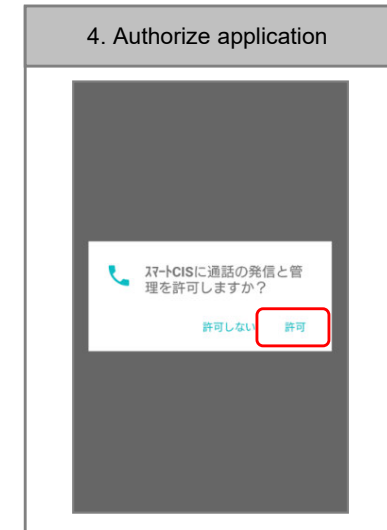 4. Authorize application
ｽﾏｰﾄCISに通話の発信と管
理を許可しますか？
許可しない 許可